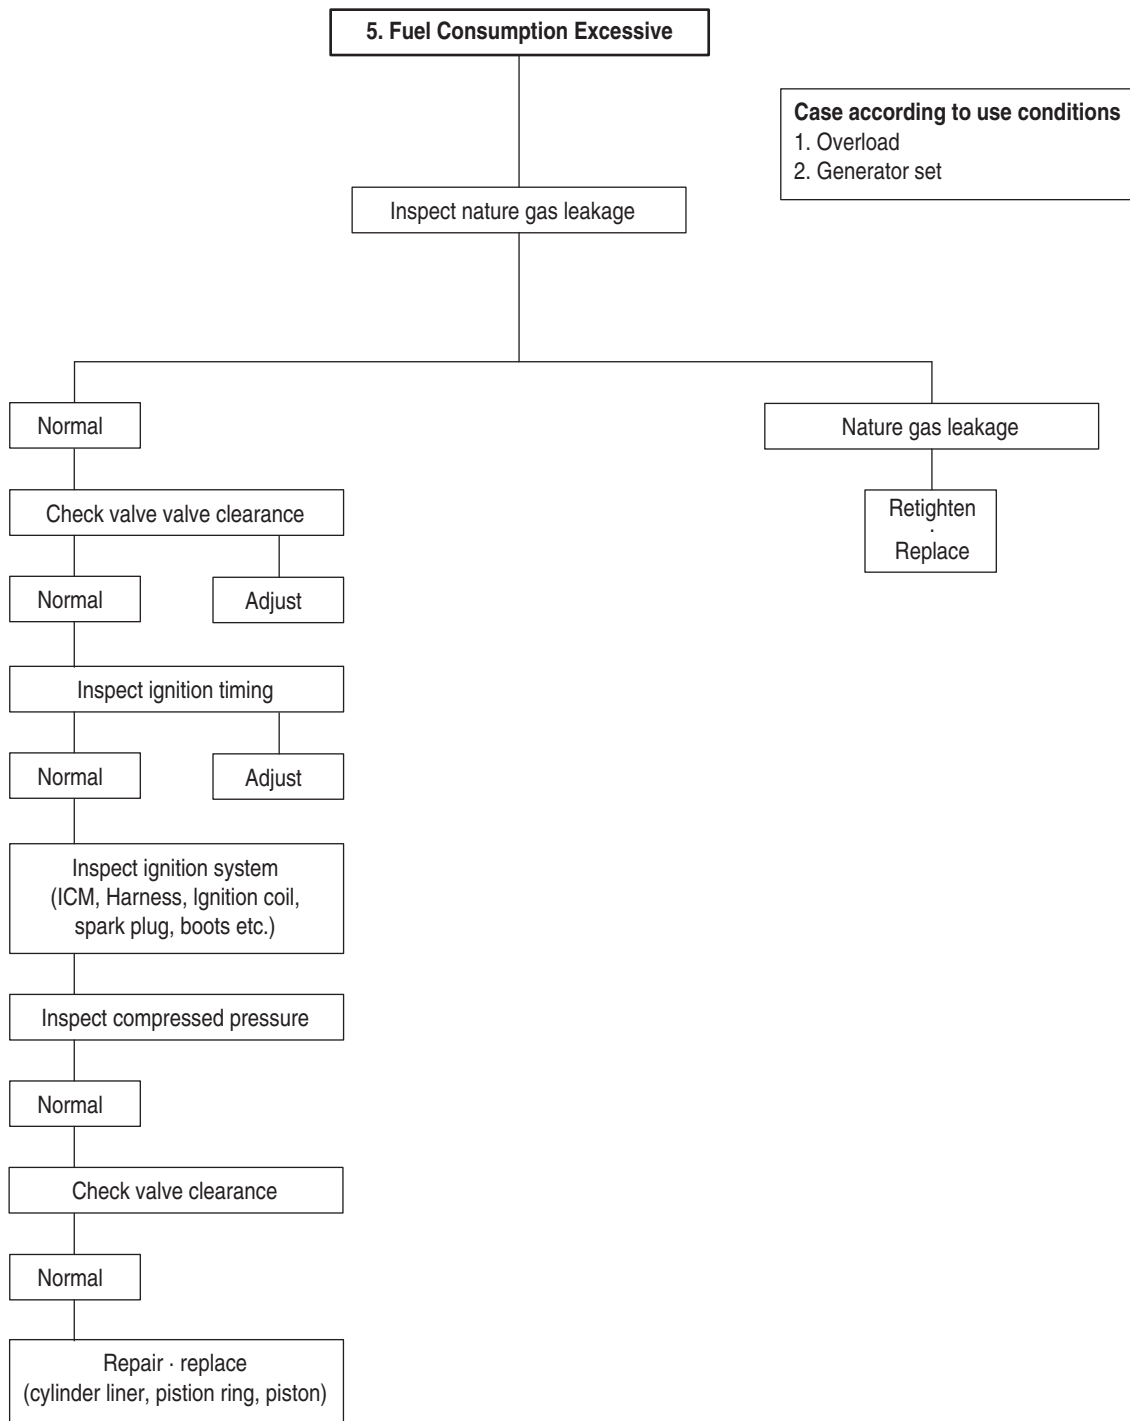 5. Fuel Consumption Excessive
Case according to use conditions
1. Overload
2. Generator set
Inspect nature gas leakage
Normal
Nature gas leakage
Check valve valve clearance
Retighten
·
Replace
Normal
Adjust
Inspect ignition timing
Normal
Adjust
Inspect ignition system
(ICM, Harness, Ignition coil,
spark plug, boots etc.)
Inspect compressed pressure
Normal
Check valve clearance
Normal
Repair · replace
(cylinder liner, pistion ring, piston)